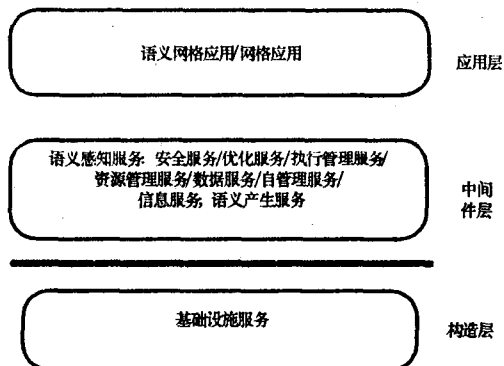 语义网格应用/网格应用
应用层
语义感知服务: 安全服务/优化服务/执行管理服务/
资源管理服务/数据服务/自管理服务/
信息服务; 语义产生服务
中间
件层
基础设施服务
构造层